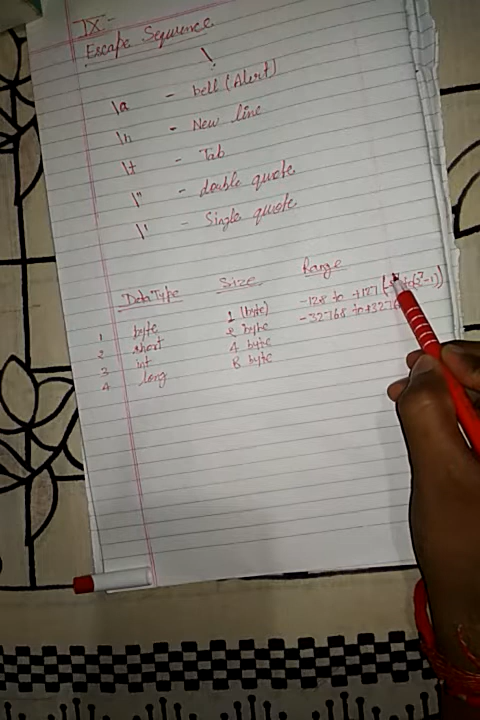 IX-
Escape Sequence
\
\a - bell (Alert)
\n - New line
\t - Tab
\" - double quote
\' - Single quote
Data Type Size Range
1 byte 1 (byte) -128 to +127
2 short 2 byte -32768 to +3276
3 int 4 byte
4 long 8 byte